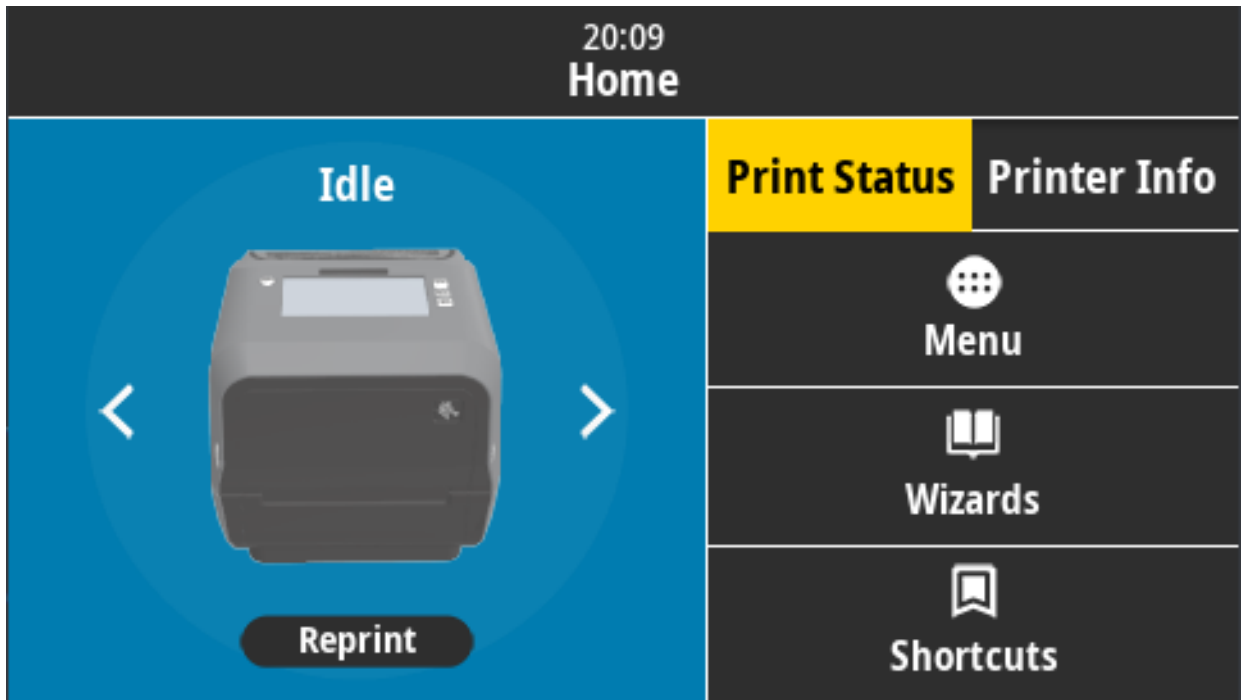 20:09
Home
Idle
Print Status
Printer Info
Menu
Wizards
Shortcuts
Reprint